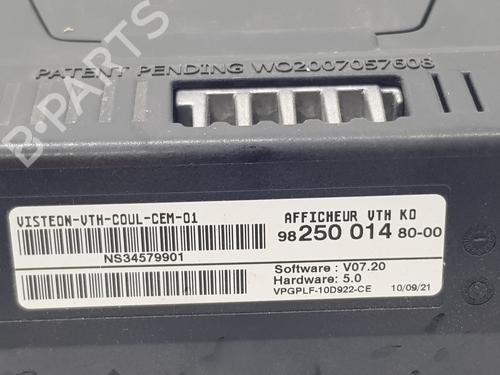 PATENT PENDING WO2007057608
VISTEON-VTH-COUL-CEM-01
AFFICHEUR VTH KO
98 250 014 80-00
NS34579901
Software : V07.20
Hardware: 5.0
VPGPLF-10D922-CE 10/09/21
B-PARTS